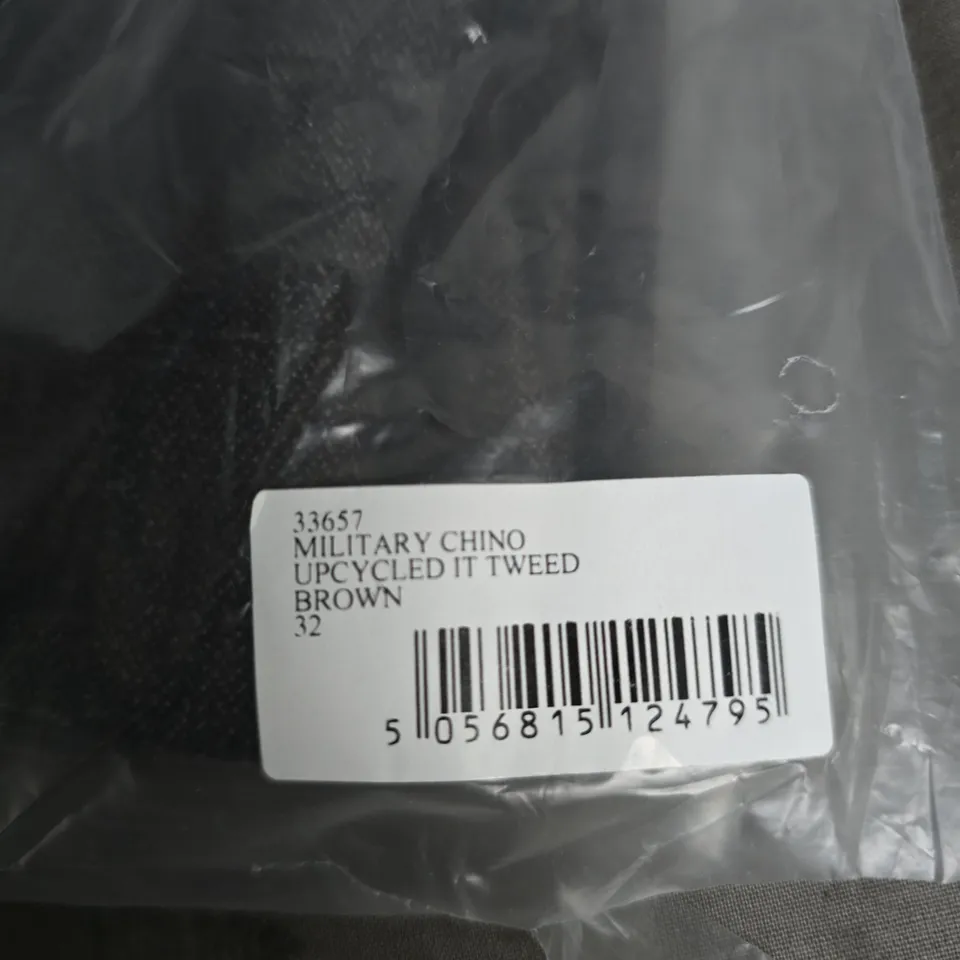 33657
MILITARY CHINO
UPCYCLED IT TWEED
BROWN
32
5 056815 124795